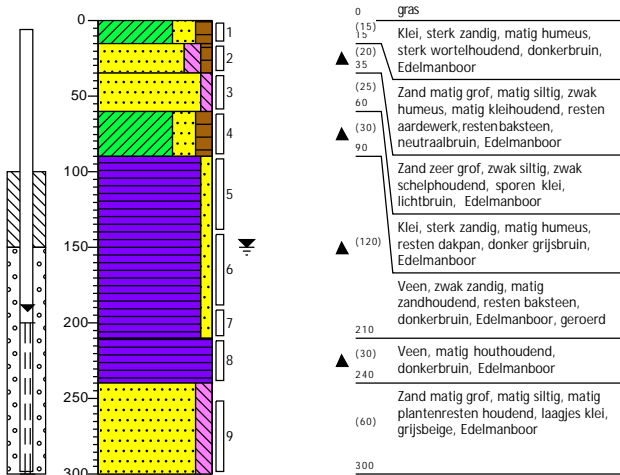 0
50
100
150
200
250
300
1
2
3
4
5
6
7
8
9
0
gras
(15)
15
Klei, sterk zandig, matig humeus,
sterk wortelhoudend, donkerbruin,
Edelmanboor
(20)
35
Zand matig grof, matig siltig, zwak
humeus, matig kleihoudend, resten
aardewerk, resten baksteen,
neutraalbruin, Edelmanboor
(25)
60
Zand zeer grof, zwak siltig, zwak
schelphoudend, sporen klei,
lichtbruin, Edelmanboor
(30)
90
Klei, sterk zandig, matig humeus,
resten dakpan, donker grijsbruin,
Edelmanboor
(120)
Veen, zwak zandig, matig
zandhoudend, resten baksteen,
donkerbruin, Edelmanboor, geroerd
210
(30)
Veen, matig houthoudend,
donkerbruin, Edelmanboor
240
Zand matig grof, matig siltig, matig
plantenresten houdend, laagjes klei,
grijsbeige, Edelmanboor
(60)
300